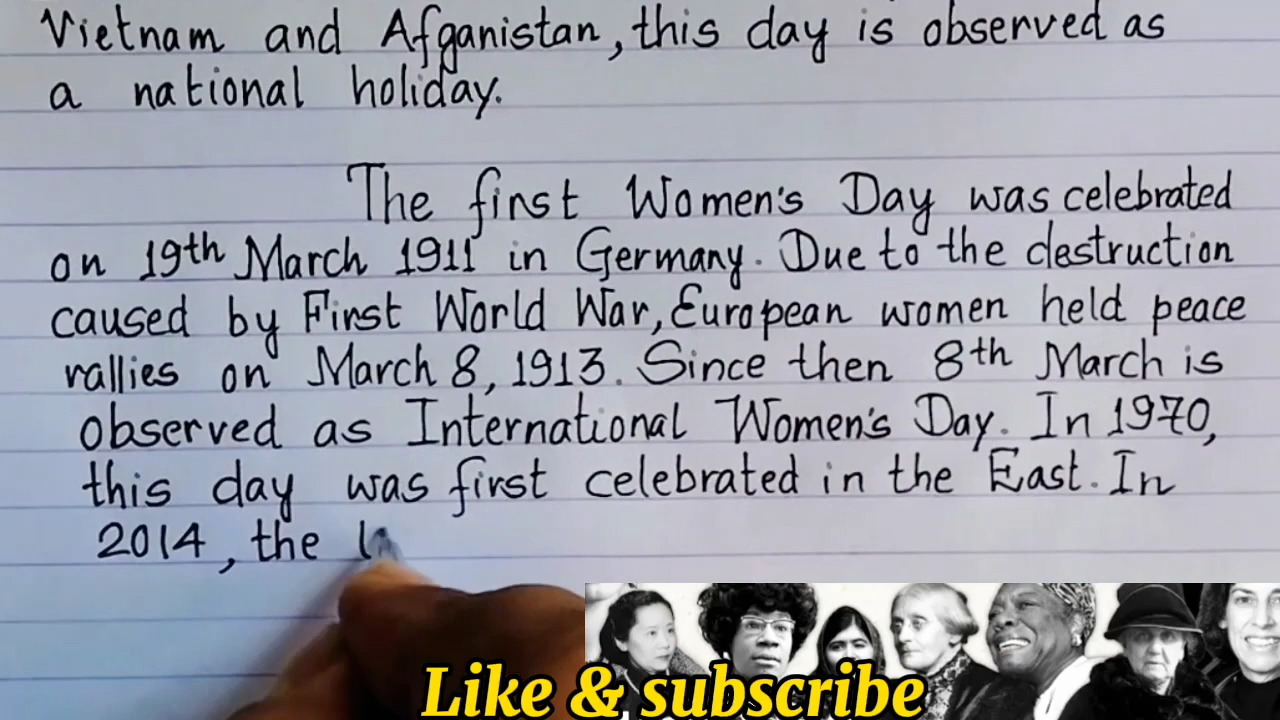 Vietnam and Afganistan, this day is observed as
a national holiday.
The first Women's Day was celebrated
on 19th March 1911 in Germany. Due to the destruction
caused by First World War, European women held peace
rallies on March 8, 1913. Since then 8th March is
observed as International Women's Day. In 1970,
this day was first celebrated in the East. In
2014, the
Like & subscribe